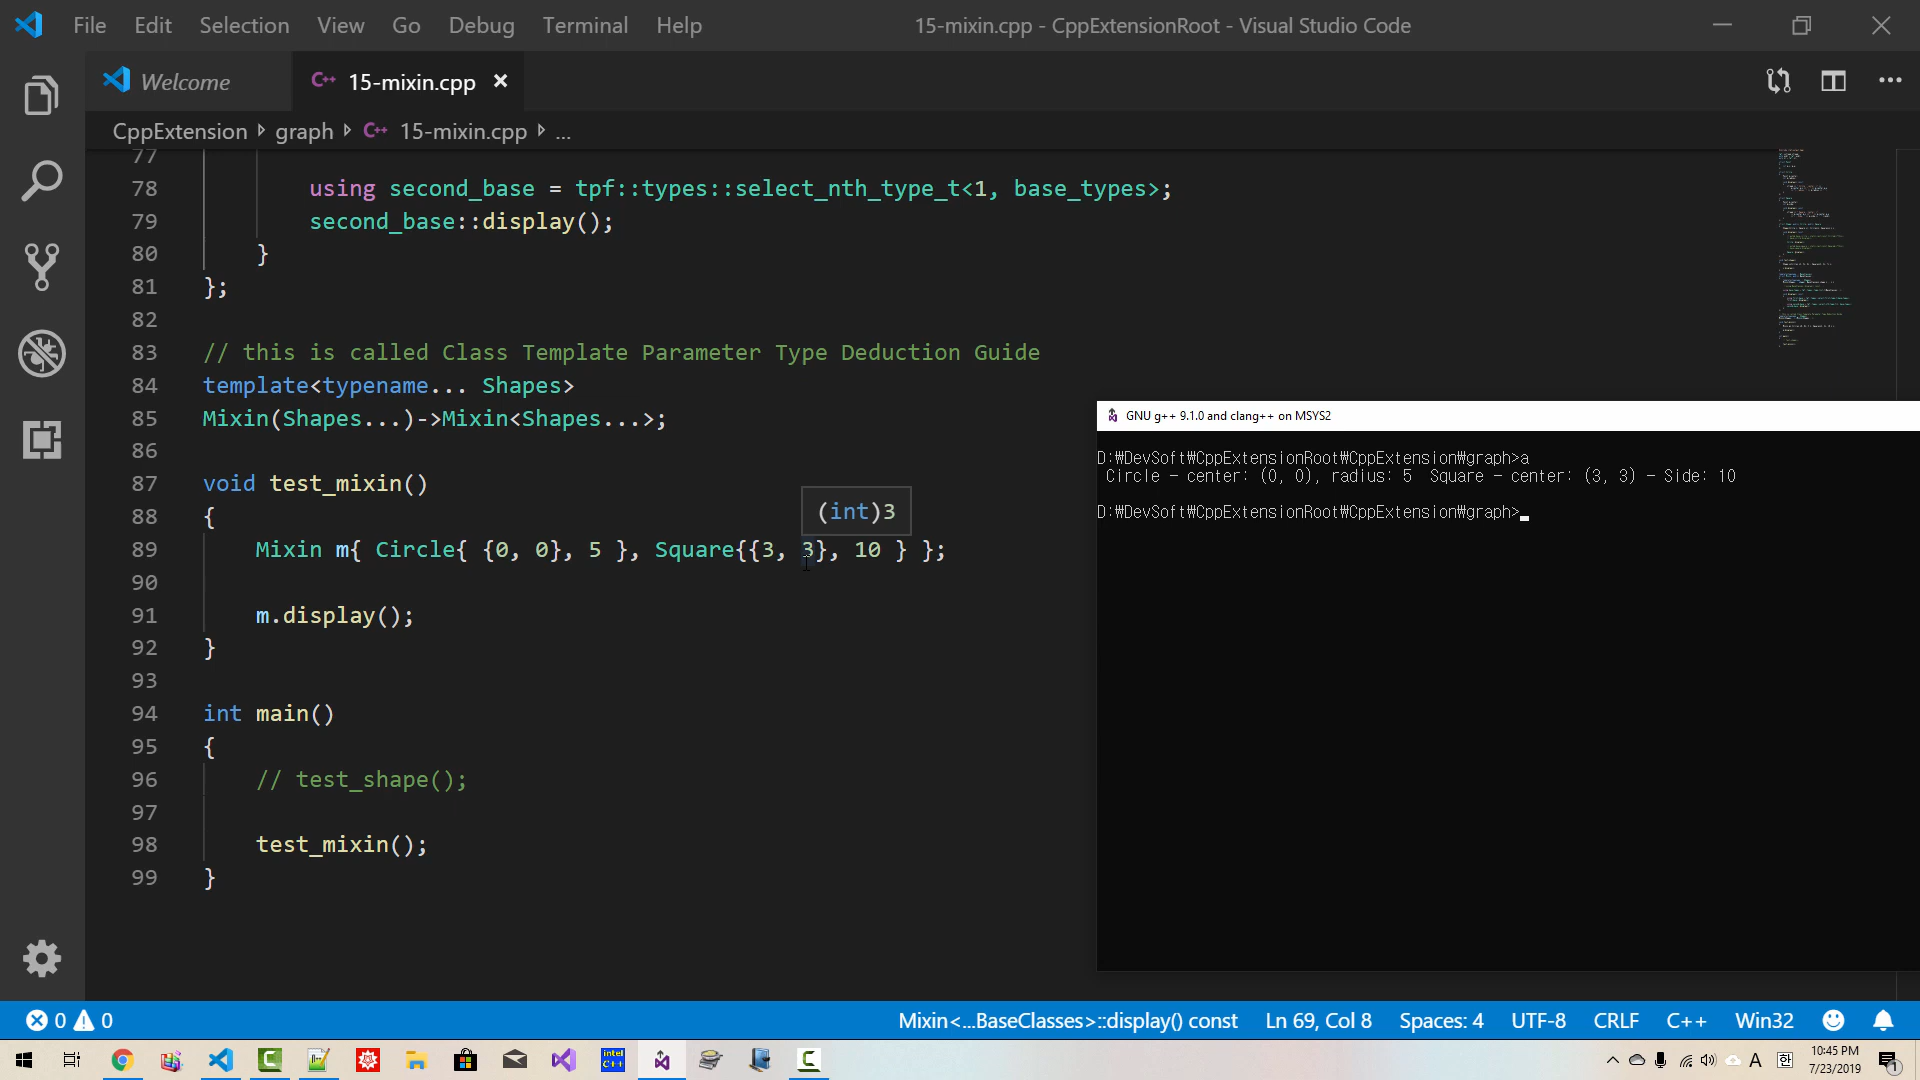 File Edit Selection View Go Debug Terminal Help 15-mixin.cpp - CppExtensionRoot - Visual Studio Code
Welcome C++ 15-mixin.cpp ×
CppExtension graph C++ 15-mixin.cpp ...
77
78 using second_base = tpf::types::select_nth_type_t<1, base_types>;
79 second_base::display();
80 }
81 };
82
83 // this is called Class Template Parameter Type Deduction Guide
84 template<typename... Shapes>
85 Mixin(Shapes...)->Mixin<Shapes...>;
86
87 void test_mixin()
88 {
(int)3
89 Mixin m{ Circle{ {0, 0}, 5 }, Square{{3, 3}, 10 } };
90
91 m.display();
92 }
93
94 int main()
95 {
96 // test_shape();
97
98 test_mixin();
99 }
GNU g++ 9.1.0 and clang++ on MSYS2
D:₩DevSoft₩CppExtensionRoot₩CppExtension₩graph>a
Circle - center: (0, 0), radius: 5 Square - center: (3, 3) - Side: 10
D:₩DevSoft₩CppExtensionRoot₩CppExtension₩graph>
0 0 Mixin<...BaseClasses>::display() const Ln 69, Col 8 Spaces: 4 UTF-8 CRLF C++ Win32
intel C++
A 한 10:45 PM
7/23/2019 1